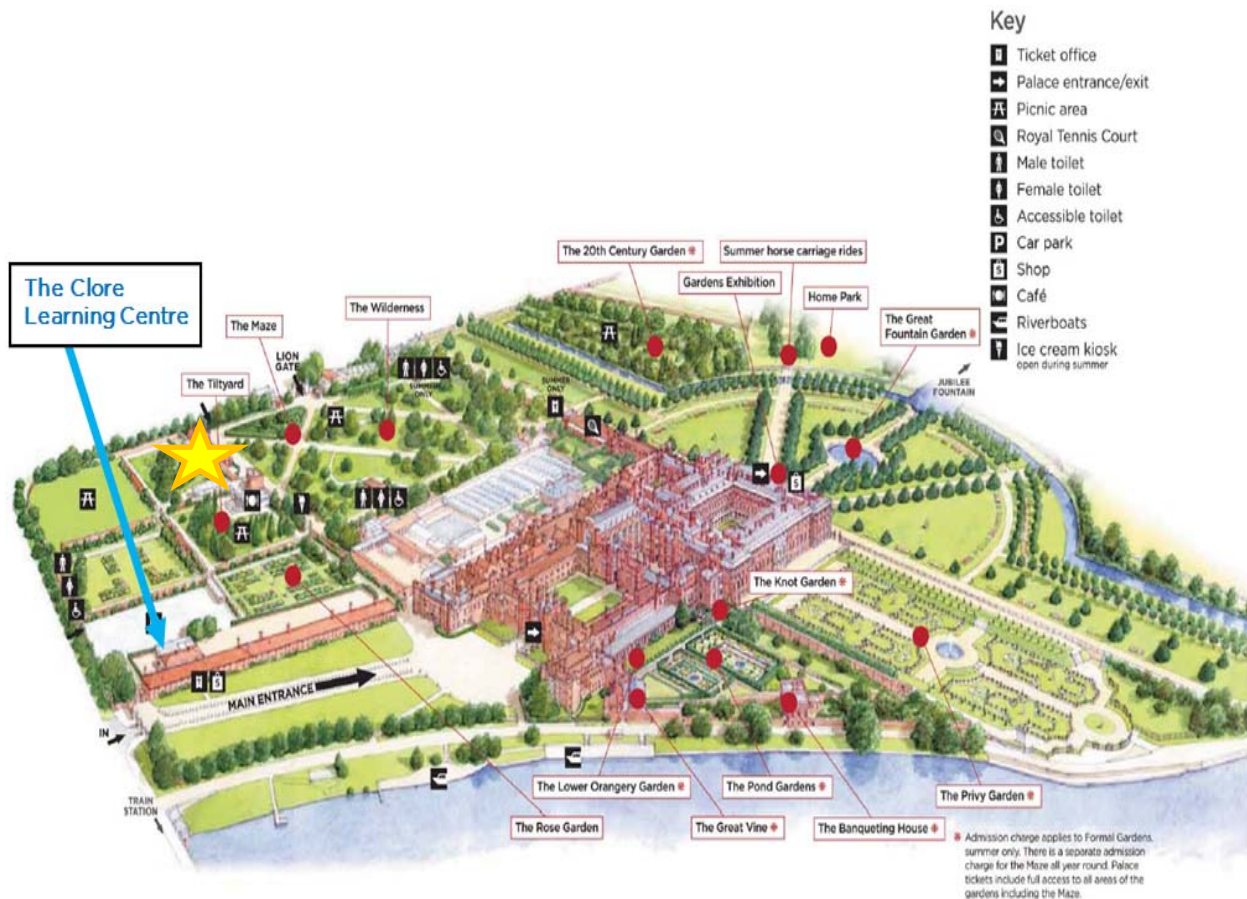 Key
Ticket office
Palace entrance/exit
Picnic area
Royal Tennis Court
Male toilet
Female toilet
Accessible toilet
P Car park
S Shop
Café
Riverboats
Ice cream kiosk
open during summer
The 20th Century Garden *
Summer horse carriage rides
Gardens Exhibition
Home Park
The Great
Fountain Garden *
JUBILEE
FOUNTAIN
The Clore
Learning Centre
The Wilderness
The Maze
LION
GATE
The Tiltyard
SUMMER
ONLY
SUMMER
ONLY
S
The Knot Garden *
S
MAIN ENTRANCE
IN
TRAIN
STATION
The Lower Orangery Garden *
The Pond Gardens *
The Privy Garden *
The Rose Garden
The Great Vine *
The Banqueting House *
* Admission charge applies to Formal Gardens,
summer only. There is a separate admission
charge for the Maze all year round. Palace
tickets include full access to all areas of the
gardens including the Maze.